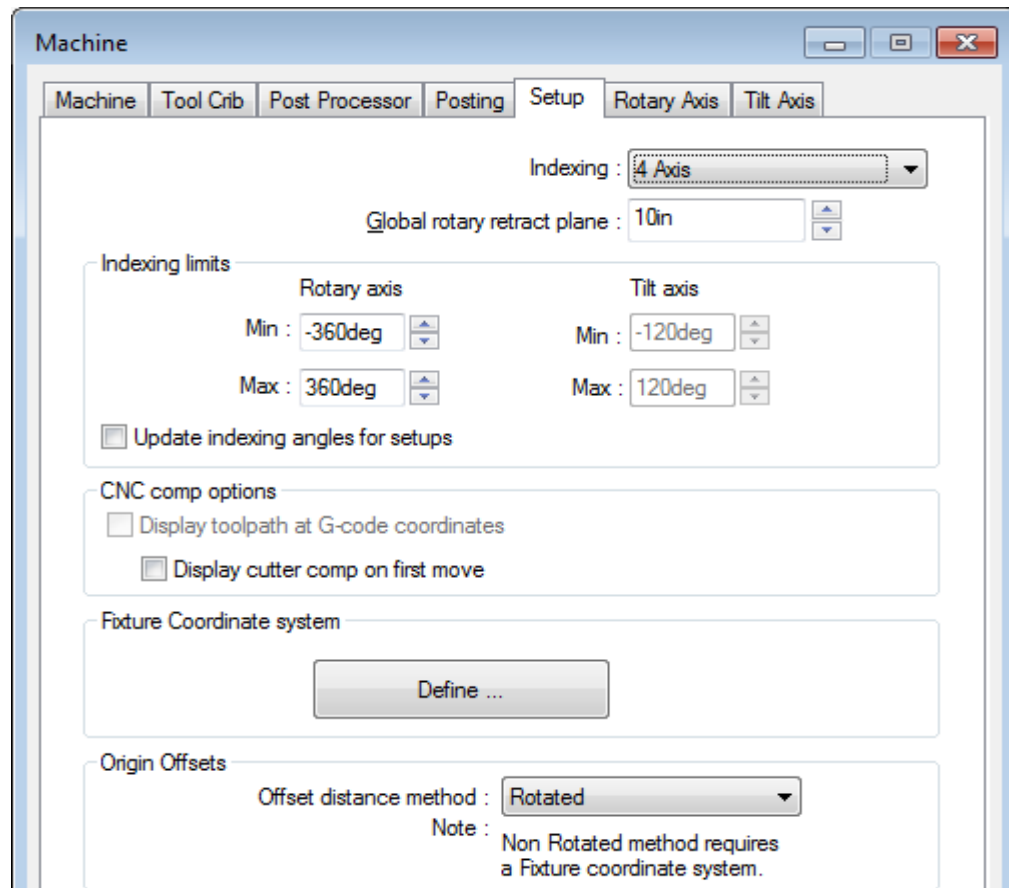 Machine
Machine Tool Crib Post Processor Posting Setup Rotary Axis Tilt Axis
Indexing : 4 Axis
Global rotary retract plane : 10in
Indexing limits
Rotary axis Tilt axis
Min : -360deg Min : -120deg
Max : 360deg Max : 120deg
Update indexing angles for setups
CNC comp options
Display toolpath at G-code coordinates
Display cutter comp on first move
Fixture Coordinate system
Define ...
Origin Offsets
Offset distance method : Rotated
Note : Non Rotated method requires
a Fixture coordinate system.